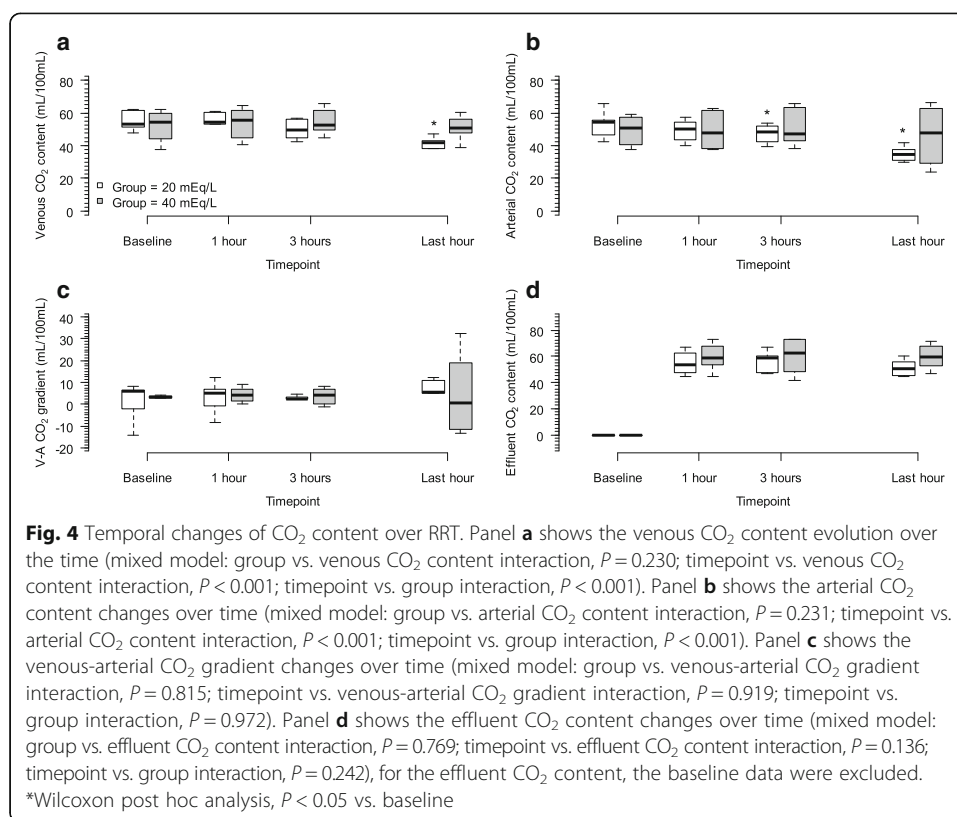 a
Venous CO₂ content (mL/100mL)
80
60
40
20
0
*
Group = 20 mEq/L
Group = 40 mEq/L
Baseline
1 hour
3 hours
Last hour
Timepoint
b
Arterial CO₂ content (mL/100mL)
80
60
40
20
0
*
*
Baseline
1 hour
3 hours
Last hour
Timepoint
c
V-A CO₂ gradient (mL/100mL)
40
30
20
10
0
-10
-20
Baseline
1 hour
3 hours
Last hour
Timepoint
d
Effluent CO₂ content (mL/100mL)
80
60
40
20
0
Baseline
1 hour
3 hours
Last hour
Timepoint
Fig. 4 Temporal changes of CO₂ content over RRT. Panel a shows the venous CO₂ content evolution over
the time (mixed model: group vs. venous CO₂ content interaction, P = 0.230; timepoint vs. venous CO₂
content interaction, P < 0.001; timepoint vs. group interaction, P < 0.001). Panel b shows the arterial CO₂
content changes over time (mixed model: group vs. arterial CO₂ content interaction, P = 0.231; timepoint vs.
arterial CO₂ content interaction, P < 0.001; timepoint vs. group interaction, P < 0.001). Panel c shows the
venous-arterial CO₂ gradient changes over time (mixed model: group vs. venous-arterial CO₂ gradient
interaction, P = 0.815; timepoint vs. venous-arterial CO₂ gradient interaction, P = 0.919; timepoint vs.
group interaction, P = 0.972). Panel d shows the effluent CO₂ content changes over time (mixed model:
group vs. effluent CO₂ content interaction, P = 0.769; timepoint vs. effluent CO₂ content interaction, P = 0.136;
timepoint vs. group interaction, P = 0.242), for the effluent CO₂ content, the baseline data were excluded.
*Wilcoxon post hoc analysis, P < 0.05 vs. baseline